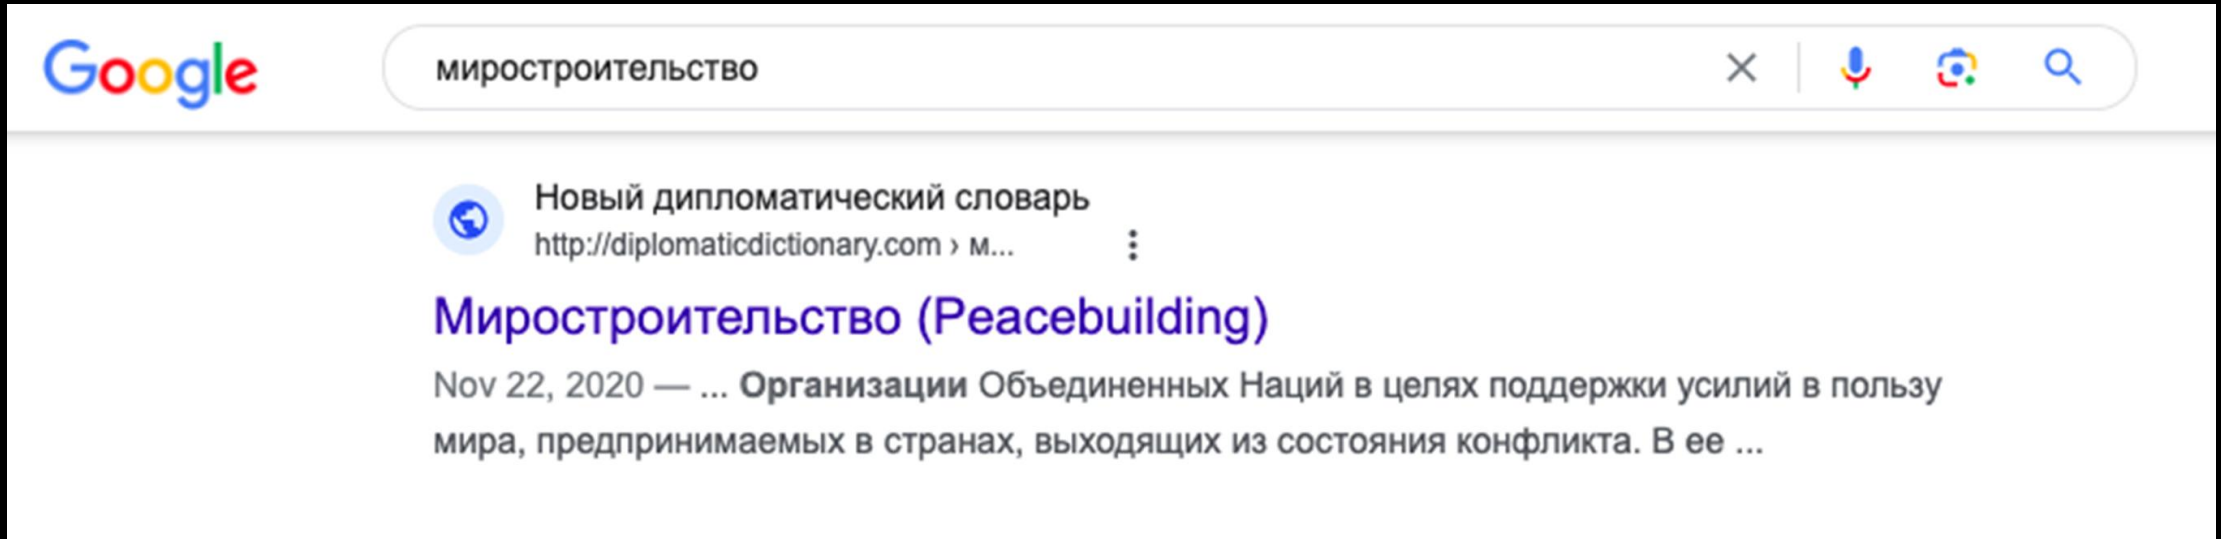 Google миростроительство
Новый дипломатический словарь
http://diplomaticdictionary.com › м...
Миростроительство (Peacebuilding)
Nov 22, 2020 — ... Организации Объединенных Наций в целях поддержки усилий в пользу
мира, предпринимаемых в странах, выходящих из состояния конфликта. В ее ...